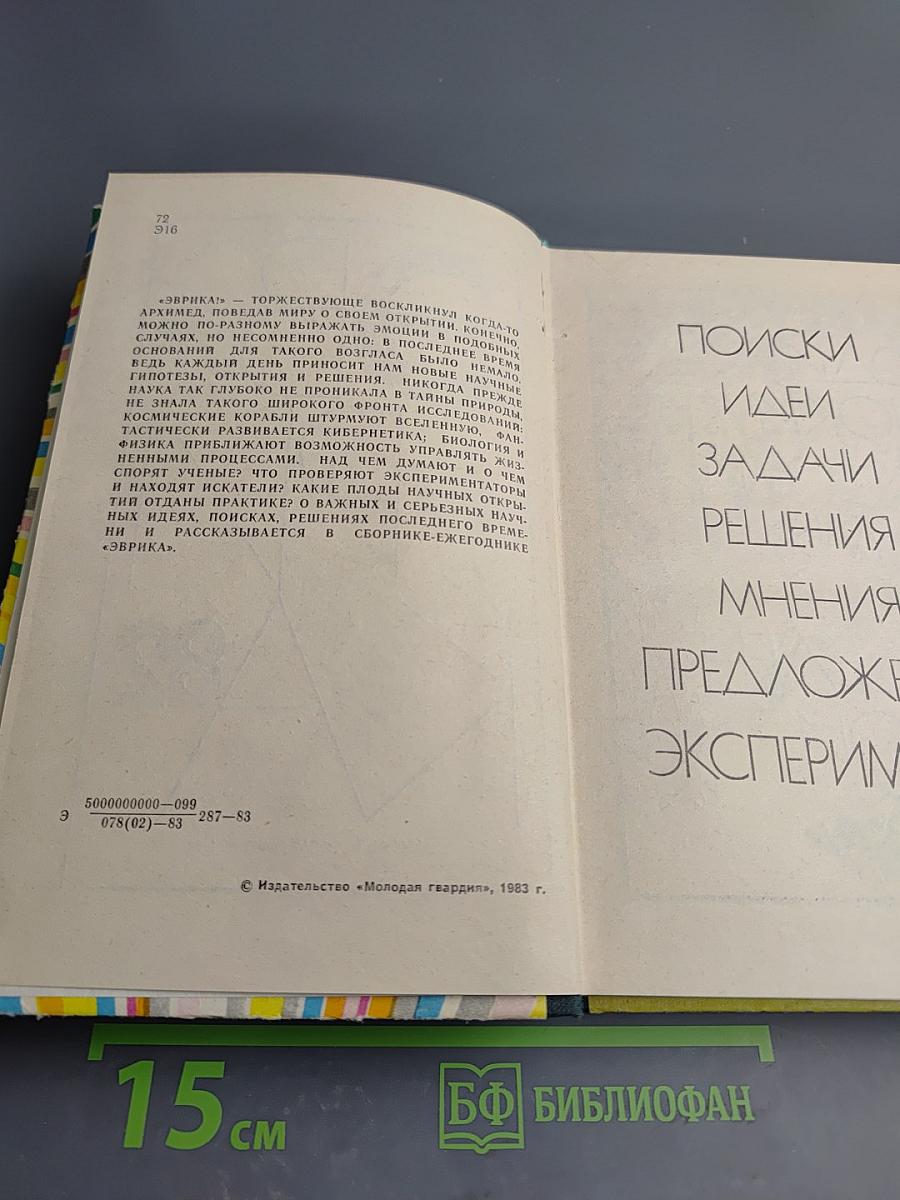 72
Э16
«ЭВРИКА!» — ТОРЖЕСТВУЮЩЕ ВОСКЛИКНУЛ КОГДА-ТО
АРХИМЕД, ПОВЕДАВ МИРУ О СВОЕМ ОТКРЫТИИ. КОНЕЧНО,
МОЖНО ПО-РАЗНОМУ ВЫРАЖАТЬ ЭМОЦИИ В ПОДОБНЫХ
СЛУЧАЯХ, НО НЕСОМНЕННО ОДНО: В ПОСЛЕДНЕЕ ВРЕМЯ
ОСНОВАНИЙ ДЛЯ ТАКОГО ВОЗГЛАСА БЫЛО НЕМАЛО,
ВЕДЬ КАЖДЫЙ ДЕНЬ ПРИНОСИТ НАМ НОВЫЕ НАУЧНЫЕ
ГИПОТЕЗЫ, ОТКРЫТИЯ И РЕШЕНИЯ. НИКОГДА ПРЕЖДЕ
НАУКА ТАК ГЛУБОКО НЕ ПРОНИКАЛА В ТАЙНЫ ПРИРОДЫ,
НЕ ЗНАЛА ТАКОГО ШИРОКОГО ФРОНТА ИССЛЕДОВАНИЙ:
КОСМИЧЕСКИЕ КОРАБЛИ ШТУРМУЮТ ВСЕЛЕННУЮ, ФАН-
ТАСТИЧЕСКИ РАЗВИВАЕТСЯ КИБЕРНЕТИКА; БИОЛОГИЯ И
ФИЗИКА ПРИБЛИЖАЮТ ВОЗМОЖНОСТЬ УПРАВЛЯТЬ ЖИЗ-
НЕННЫМИ ПРОЦЕССАМИ. НАД ЧЕМ ДУМАЮТ И О ЧЕМ
СПОРЯТ УЧЕНЫЕ? ЧТО ПРОВЕРЯЮТ ЭКСПЕРИМЕНТАТОРЫ
И НАХОДЯТ ИСКАТЕЛИ? КАКИЕ ПЛОДЫ НАУЧНЫХ ОТКРЫ-
ТИЙ ОТДАНЫ ПРАКТИКЕ? О ВАЖНЫХ И СЕРЬЕЗНЫХ НАУЧ-
НЫХ ИДЕЯХ, ПОИСКАХ, РЕШЕНИЯХ ПОСЛЕДНЕГО ВРЕМЕ-
НИ И РАССКАЗЫВАЕТСЯ В СБОРНИКЕ-ЕЖЕГОДНИКЕ
«ЭВРИКА».
Э 5000000000—099
078(02)—83 287—83
© Издательство «Молодая гвардия», 1983 г.
ПОИСКИ
ИДЕИ
ЗАДАЧИ
РЕШЕНИЯ
МНЕНИЯ
ПРЕДЛОЖЕ
ЭКСПЕРИМ
15 см
БФ БИБЛИОФАН